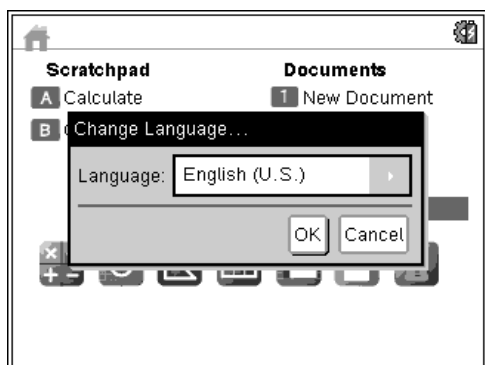 Scratchpad
Documents
A Calculate
1 New Document
B
Change Language...
Language: English (U.S.)
OK Cancel